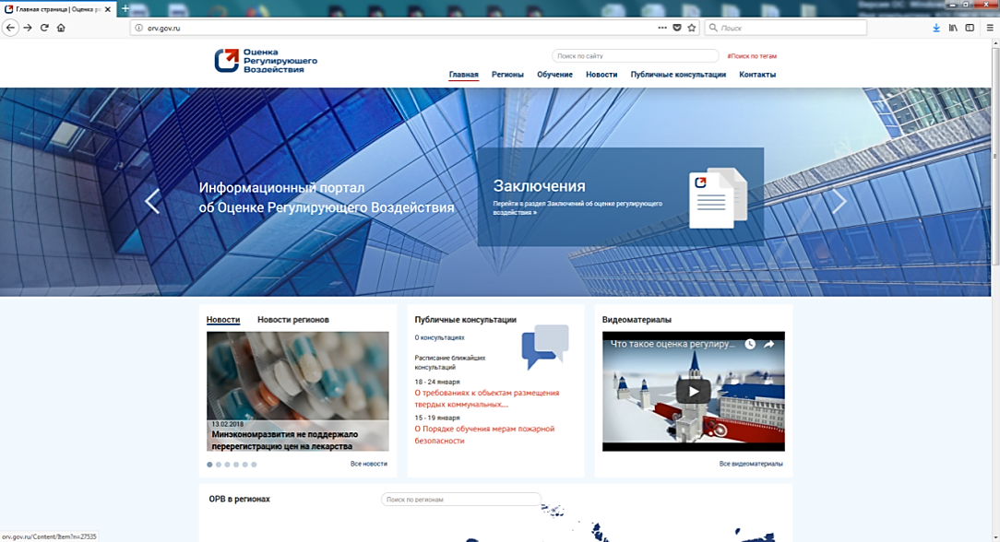 Главная страница | Оценка р
orv.gov.ru
Поиск
Оценка
Регулирующего
Воздействия
Поиск по сайту
#Поиск по тегам
Главная Регионы Обучение Новости Публичные консультации Контакты
Информационный портал
об Оценке Регулирующего Воздействия
Заключения
Перейти в раздел Заключений об оценке регулирующего
воздействия »
Новости Новости регионов
13.02.2018
Минэкономразвития не поддержало
перерегистрацию цен на лекарства
Все новости
Публичные консультации
О консультациях
Расписание ближайших
консультаций
18 - 24 января
О требованиях к объектам размещения
твердых коммунальных...
15 - 19 января
О Порядке обучения мерам пожарной
безопасности
Видеоматериалы
Что такое оценка регулиру...
Все видеоматериалы
ОРВ в регионах
Поиск по регионам
orv.gov.ru/Content/Item?n=27535